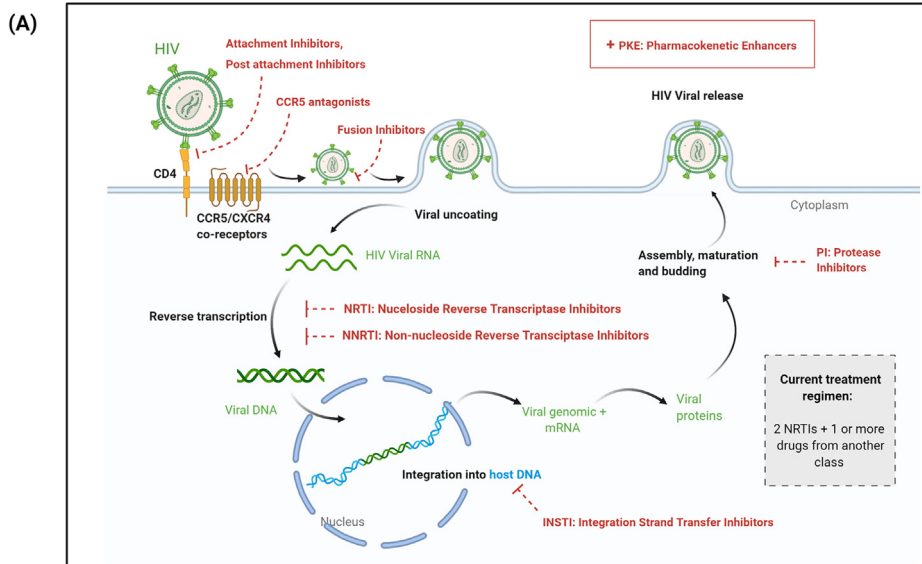 (A)
HIV
Attachment Inhibitors,
Post attachment Inhibitors
CCR5 antagonists
Fusion Inhibitors
+ PKE: Pharmacokenetic Enhancers
HIV Viral release
CD4
CCR5/CXCR4
co-receptors
Viral uncoating
Cytoplasm
HIV Viral RNA
Assembly, maturation
and budding
PI: Protease
Inhibitors
Reverse transcription
NRTI: Nuceloside Reverse Transcriptase Inhibitors
NNRTI: Non-nucleoside Reverse Transciptase Inhibitors
Viral DNA
Viral genomic +
mRNA
Viral
proteins
Current treatment
regimen:
2 NRTIs + 1 or more
drugs from another
class
Integration into host DNA
Nucleus
INSTI: Integration Strand Transfer Inhibitors